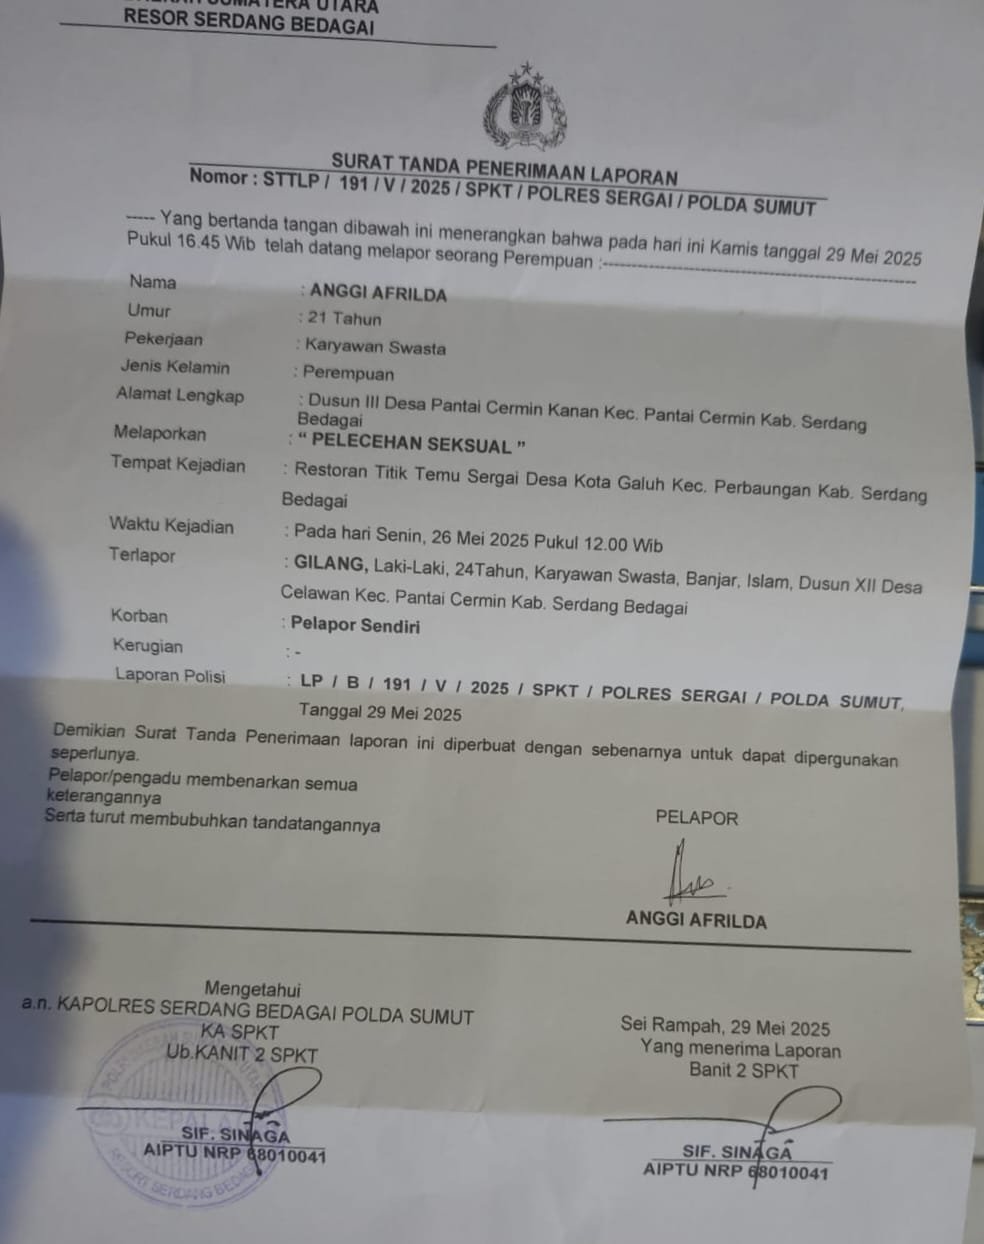 SUMATERA UTARA
RESOR SERDANG BEDAGAI
SURAT TANDA PENERIMAAN LAPORAN
Nomor : STTLP / 191 / V / 2025 / SPKT / POLRES SERGAI / POLDA SUMUT
----- Yang bertanda tangan dibawah ini menerangkan bahwa pada hari ini Kamis tanggal 29 Mei 2025
Pukul 16.45 Wib telah datang melapor seorang Perempuan :-----------------------------------------------
Nama : ANGGI AFRILDA
Umur : 21 Tahun
Pekerjaan : Karyawan Swasta
Jenis Kelamin : Perempuan
Alamat Lengkap : Dusun III Desa Pantai Cermin Kanan Kec. Pantai Cermin Kab. Serdang
Bedagai
Melaporkan : “ PELECEHAN SEKSUAL ”
Tempat Kejadian : Restoran Titik Temu Sergai Desa Kota Galuh Kec. Perbaungan Kab. Serdang
Bedagai
Waktu Kejadian : Pada hari Senin, 26 Mei 2025 Pukul 12.00 Wib
Terlapor : GILANG, Laki-Laki, 24Tahun, Karyawan Swasta, Banjar, Islam, Dusun XII Desa
Celawan Kec. Pantai Cermin Kab. Serdang Bedagai
Korban : Pelapor Sendiri
Kerugian : -
Laporan Polisi : LP / B / 191 / V / 2025 / SPKT / POLRES SERGAI / POLDA SUMUT,
Tanggal 29 Mei 2025
Demikian Surat Tanda Penerimaan laporan ini diperbuat dengan sebenarnya untuk dapat dipergunakan
seperlunya.
Pelapor/pengadu membenarkan semua
keterangannya
Serta turut membubuhkan tandatangannya
PELAPOR
ANGGI AFRILDA
Mengetahui
a.n. KAPOLRES SERDANG BEDAGAI POLDA SUMUT
KA SPKT
Ub.KANIT 2 SPKT
SIF. SINAGA
AIPTU NRP 68010041
Sei Rampah, 29 Mei 2025
Yang menerima Laporan
Banit 2 SPKT
SIF. SINAGA
AIPTU NRP 68010041